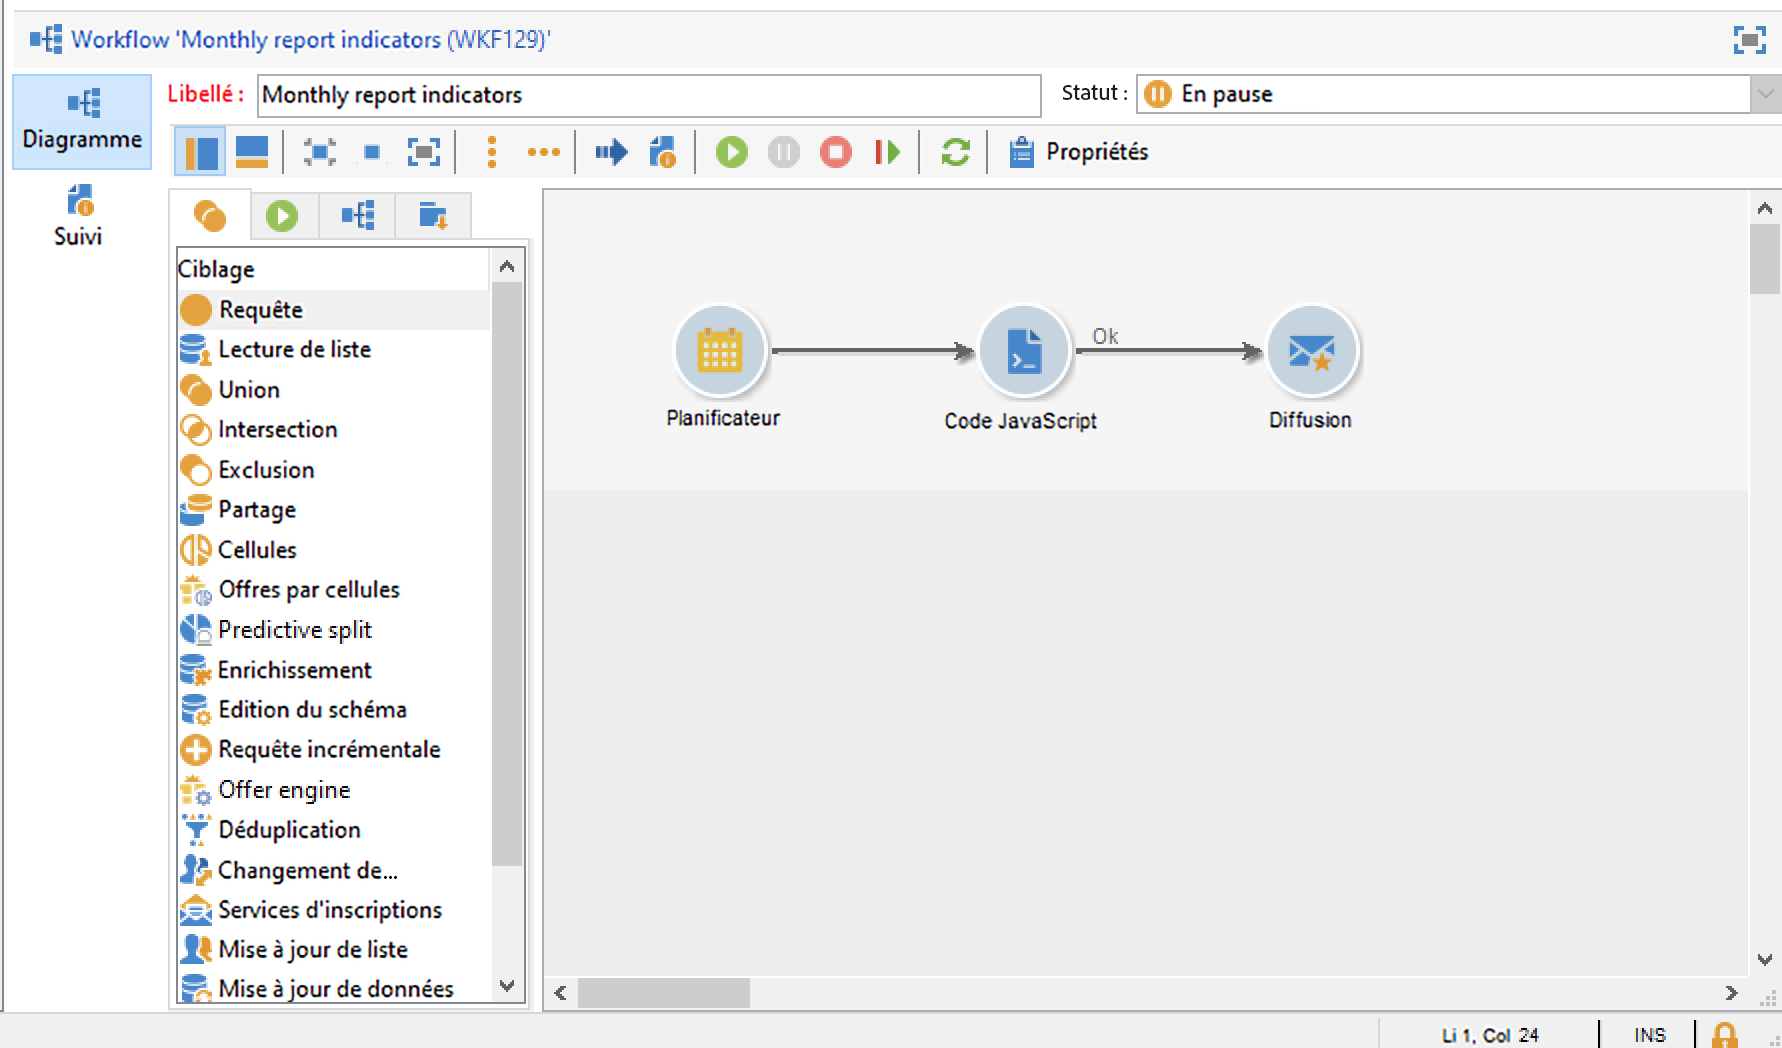 Workflow 'Monthly report indicators (WKF129)'
Diagramme
Suivi
Libellé : Monthly report indicators Statut : En pause
Propriétés
Ciblage
Requête
Lecture de liste
Union
Intersection
Exclusion
Partage
Cellules
Offres par cellules
Predictive split
Enrichissement
Edition du schéma
Requête incrémentale
Offer engine
Déduplication
Changement de...
Services d'inscriptions
Mise à jour de liste
Mise à jour de données
Ok
Planificateur
Code JavaScript
Diffusion
Li 1, Col 24 INS